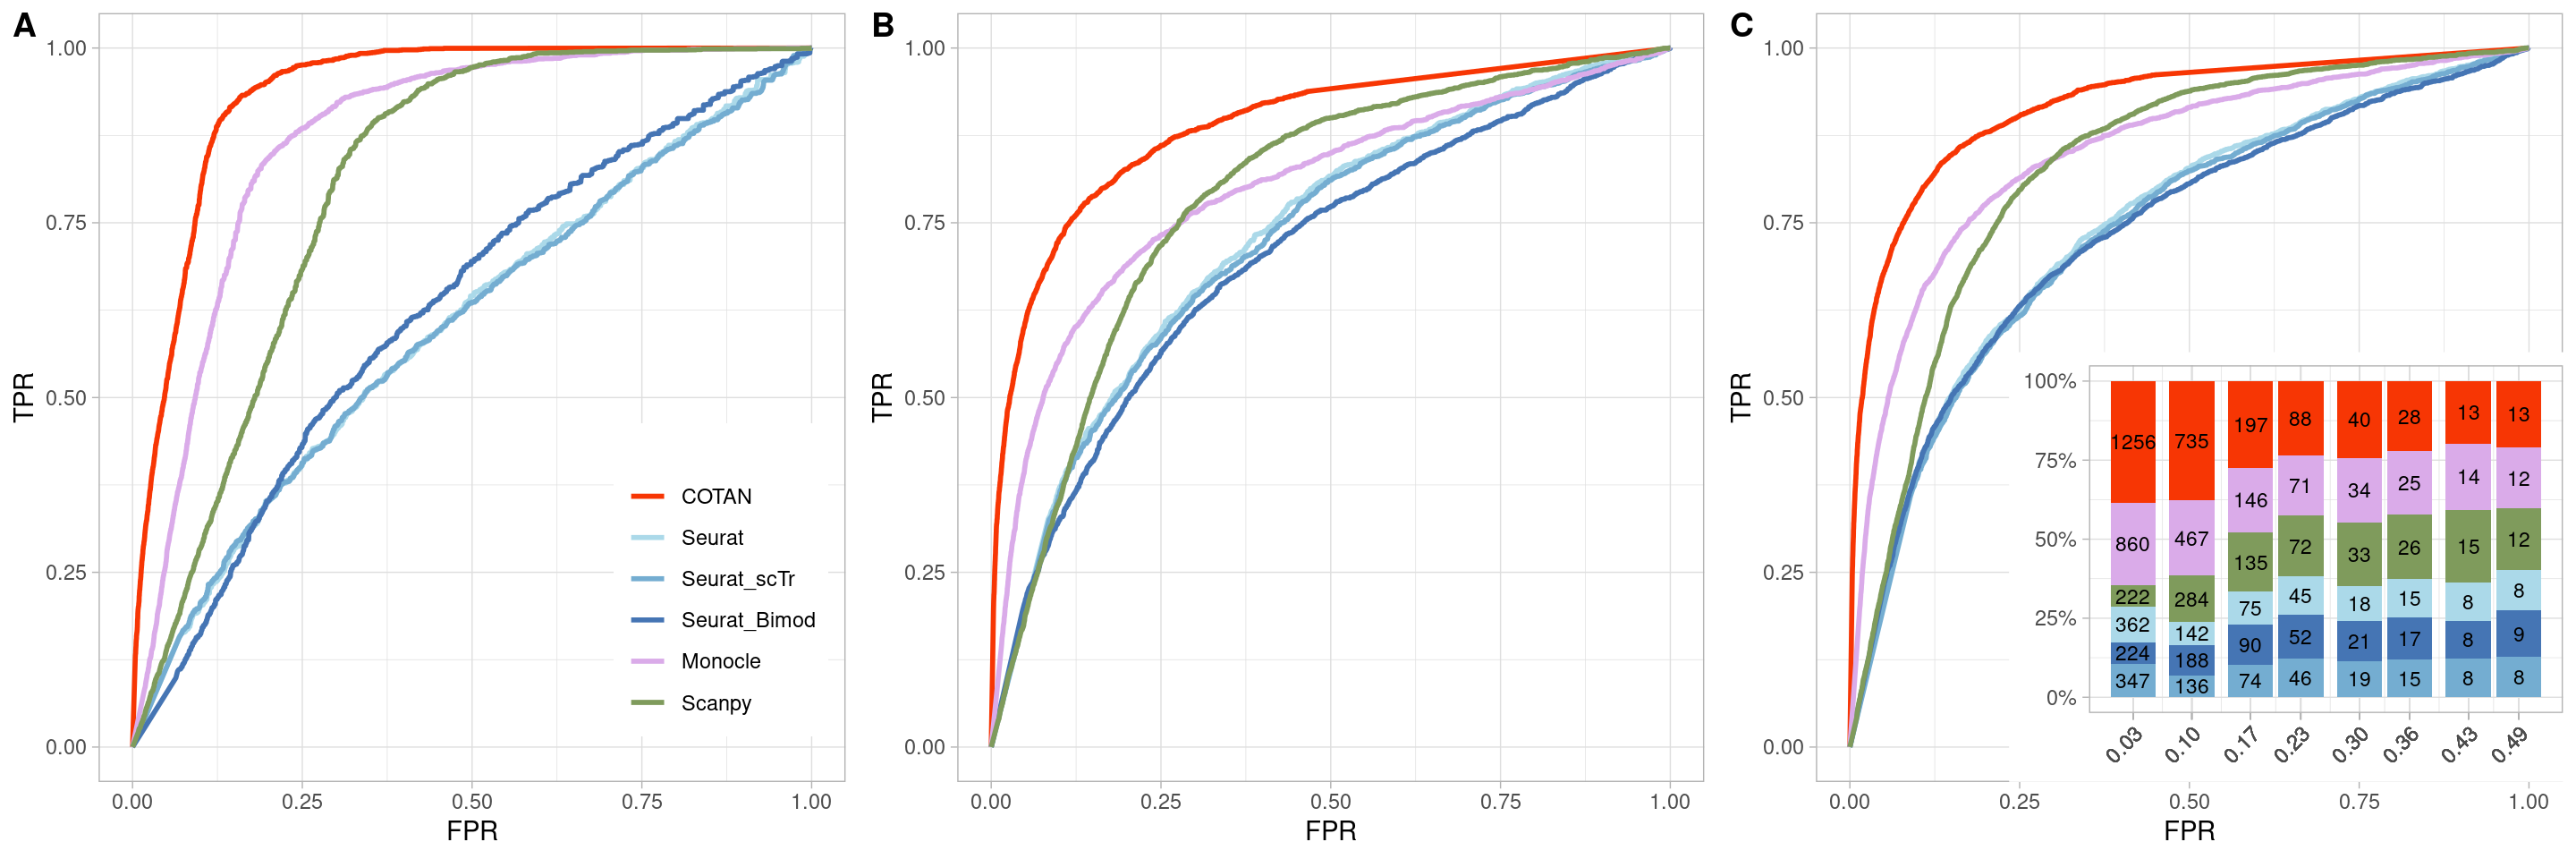 A
1.00
0.75
0.50
0.25
0.00
TPR
0.00 0.25 0.50 0.75 1.00
FPR
COTAN
Seurat
Seurat_scTr
Seurat_Bimod
Monocle
Scanpy
B
1.00
0.75
0.50
0.25
0.00
TPR
0.00 0.25 0.50 0.75 1.00
FPR
C
1.00
0.75
0.50
0.25
0.00
TPR
0.00 0.25 0.50 0.75 1.00
FPR
100%
75%
50%
25%
0%
1256 735 197 88 40 28 13 13
860 467 146 71 34 25 14 12
222 284 135 72 33 26 15 12
362 142 75 45 18 15 8 8
224 188 90 52 21 17 8 9
347 136 74 46 19 15 8 8
0.03 0.10 0.17 0.23 0.30 0.36 0.43 0.49